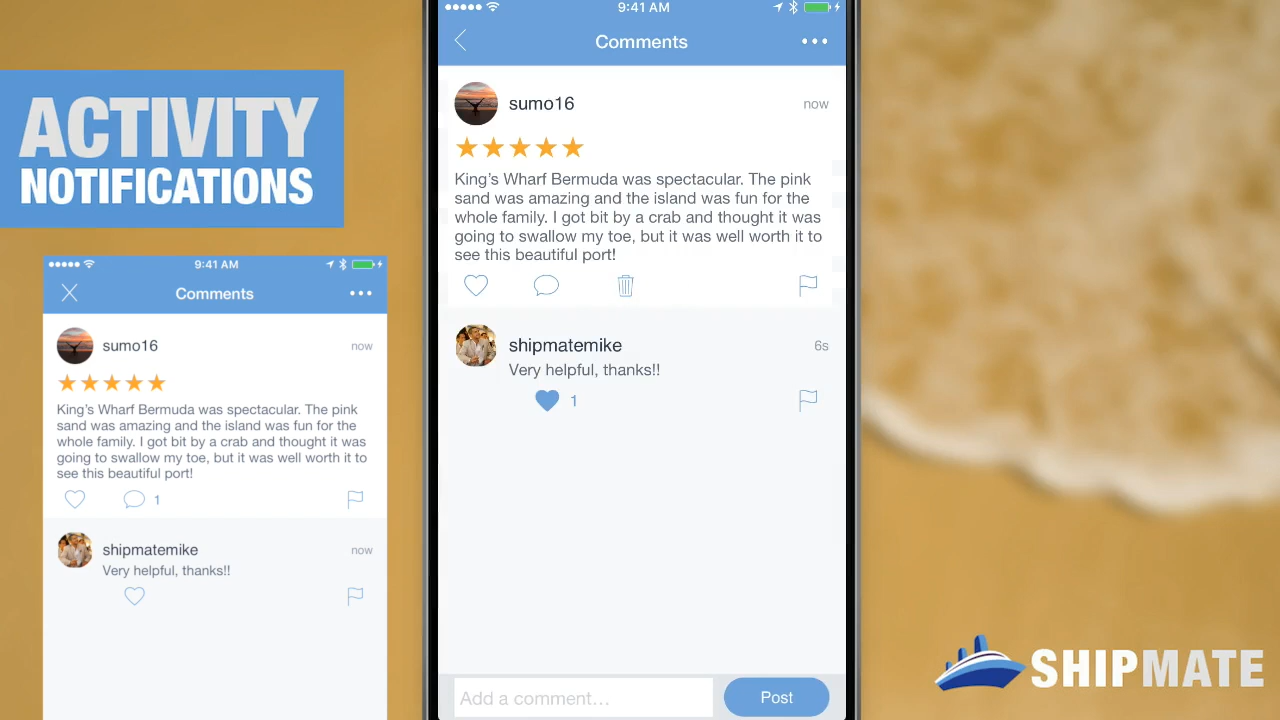 ACTIVITY
NOTIFICATIONS
9:41 AM
Comments
sumo16
now
King's Wharf Bermuda was spectacular. The pink
sand was amazing and the island was fun for the
whole family. I got bit by a crab and thought it was
going to swallow my toe, but it was well worth it to
see this beautiful port!
1
shipmatemike
now
Very helpful, thanks!!
9:41 AM
Comments
sumo16
now
King's Wharf Bermuda was spectacular. The pink
sand was amazing and the island was fun for the
whole family. I got bit by a crab and thought it was
going to swallow my toe, but it was well worth it to
see this beautiful port!
shipmatemike
6s
Very helpful, thanks!!
1
Add a comment...
Post
SHIPMATE